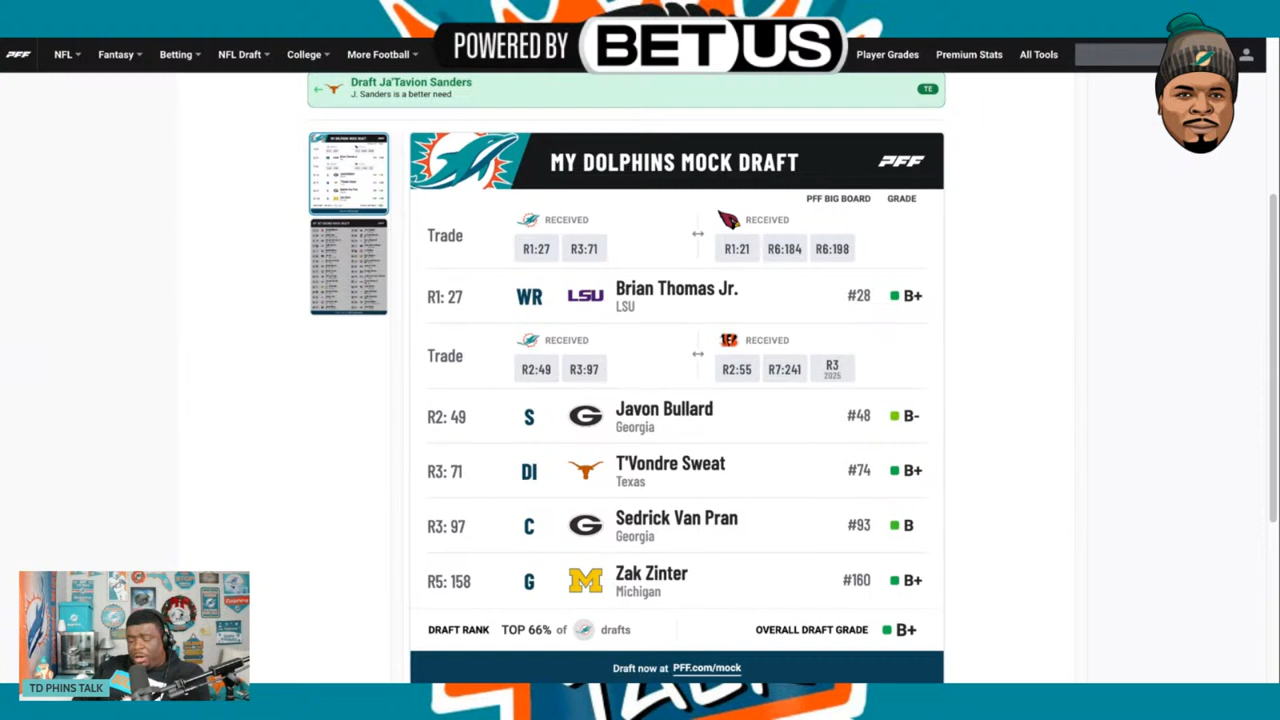 POWERED BY BET US
PFF NFL Fantasy Betting NFL Draft College More Football Player Grades Premium Stats All Tools
Draft Ja'Tavion Sanders
J. Sanders is a better need
TE
MY DOLPHINS MOCK DRAFT PFF
PFF BIG BOARD GRADE
Trade RECEIVED RECEIVED
R1:27 R3:71 R1:21 R6:184 R6:198
R1: 27 WR LSU Brian Thomas Jr. #28 B+
LSU
Trade RECEIVED RECEIVED
R2:49 R3:97 R2:55 R7:241 R3
2025
R2: 49 S G Javon Bullard #48 B-
Georgia
R3: 71 DI T'Vondre Sweat #74 B+
Texas
R3: 97 C G Sedrick Van Pran #93 B
Georgia
R5: 158 G M Zak Zinter #160 B+
Michigan
DRAFT RANK TOP 66% of drafts OVERALL DRAFT GRADE B+
Draft now at PFF.com/mock
TD PHINS TALK
TALK